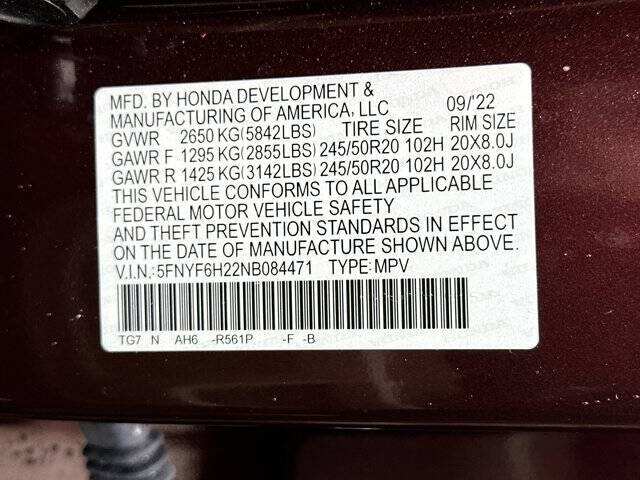 MFD. BY HONDA DEVELOPMENT &
MANUFACTURING OF AMERICA, LLC 09/'22
GVWR 2650 KG(5842LBS) TIRE SIZE RIM SIZE
GAWR F 1295 KG(2855LBS) 245/50R20 102H 20X8.0J
GAWR R 1425 KG(3142LBS) 245/50R20 102H 20X8.0J
THIS VEHICLE CONFORMS TO ALL APPLICABLE
FEDERAL MOTOR VEHICLE SAFETY
AND THEFT PREVENTION STANDARDS IN EFFECT
ON THE DATE OF MANUFACTURE SHOWN ABOVE.
V.I.N.:5FNYF6H22NB084471 TYPE:MPV
TG7 N AH6 -R561P -F -B